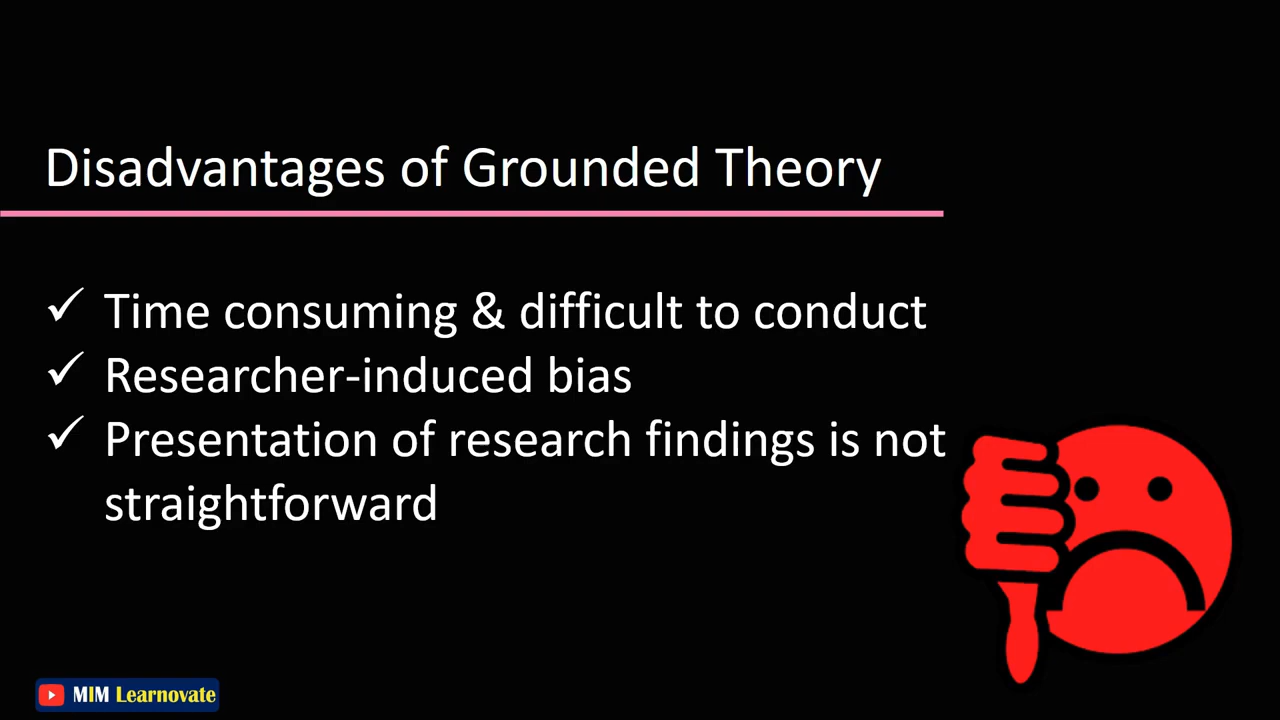 Disadvantages of Grounded Theory
✓ Time consuming & difficult to conduct
✓ Researcher-induced bias
✓ Presentation of research findings is not
straightforward
MIM Learnovate